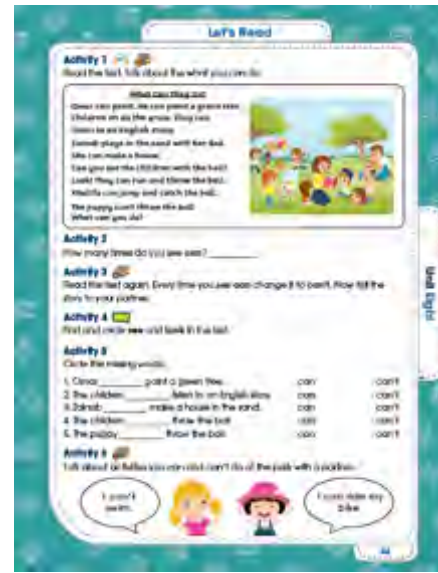 Let's Read
Activity 1
Read the text. Talk about the what you can do.
What can they do?
Omar can paint. He can paint a green tree.
Children sit on the grass. They can
listen to an English story.
Zainab plays in the sand with her dad.
She can make a house.
Can you see the children with the ball?
Look! They can run and throw the ball.
can jump and catch the ball.
The puppy can't throw the ball.
What can you do?
Activity 2
How many times do you see can?
Activity 3
Read the text again. Every time you see can change it to can't. Now tell the
story to your partner.
Activity 4
Find and circle and in the text.
Activity 5
Circle the missing words.
1. Omar ________ paint a green tree. can can't
2. The children ________ listen to an English story. can can't
3. Zainab ________ make a house in the sand. can can't
4. The children ________ throw the ball. can can't
5. The puppy ________ throw the ball. can can't
Activity 6
Talk about activities you can and can't do at the park with a partner.
I can't
swim.
I can ride my
bike.
Unit Eight